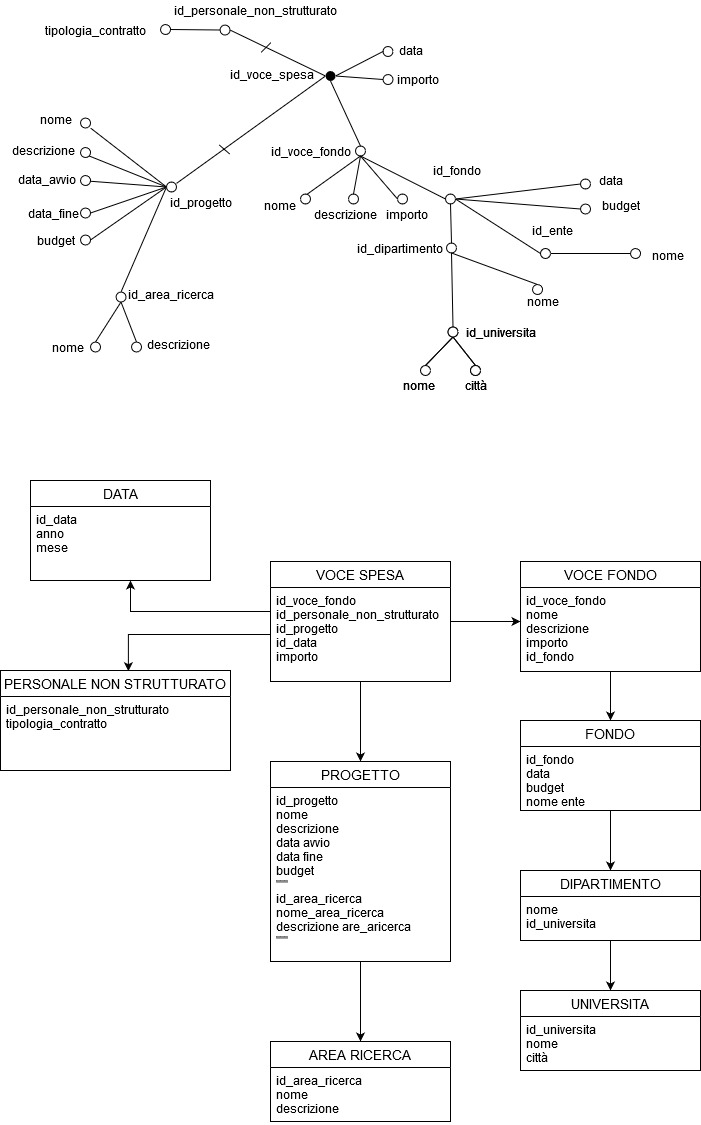 id_personale_non_strutturato
tipologia_contratto
data
id_voce_spesa
importo
nome
descrizione
id_voce_fondo
data_avvio
id_fondo
data
id_progetto
nome
descrizione
importo
budget
data_fine
id_ente
budget
id_dipartimento
nome
id_area_ricerca
nome
id_universita
nome
descrizione
nome
città
DATA
id_data
anno
mese
VOCE SPESA
id_voce_fondo
id_personale_non_strutturato
id_progetto
id_data
importo
VOCE FONDO
id_voce_fondo
nome
descrizione
importo
id_fondo
PERSONALE NON STRUTTURATO
id_personale_non_strutturato
tipologia_contratto
FONDO
id_fondo
data
budget
nome ente
PROGETTO
id_progetto
nome
descrizione
data avvio
data fine
budget
id_area_ricerca
nome_area_ricerca
descrizione are_aricerca
DIPARTIMENTO
nome
id_universita
UNIVERSITA
id_universita
nome
città
AREA RICERCA
id_area_ricerca
nome
descrizione